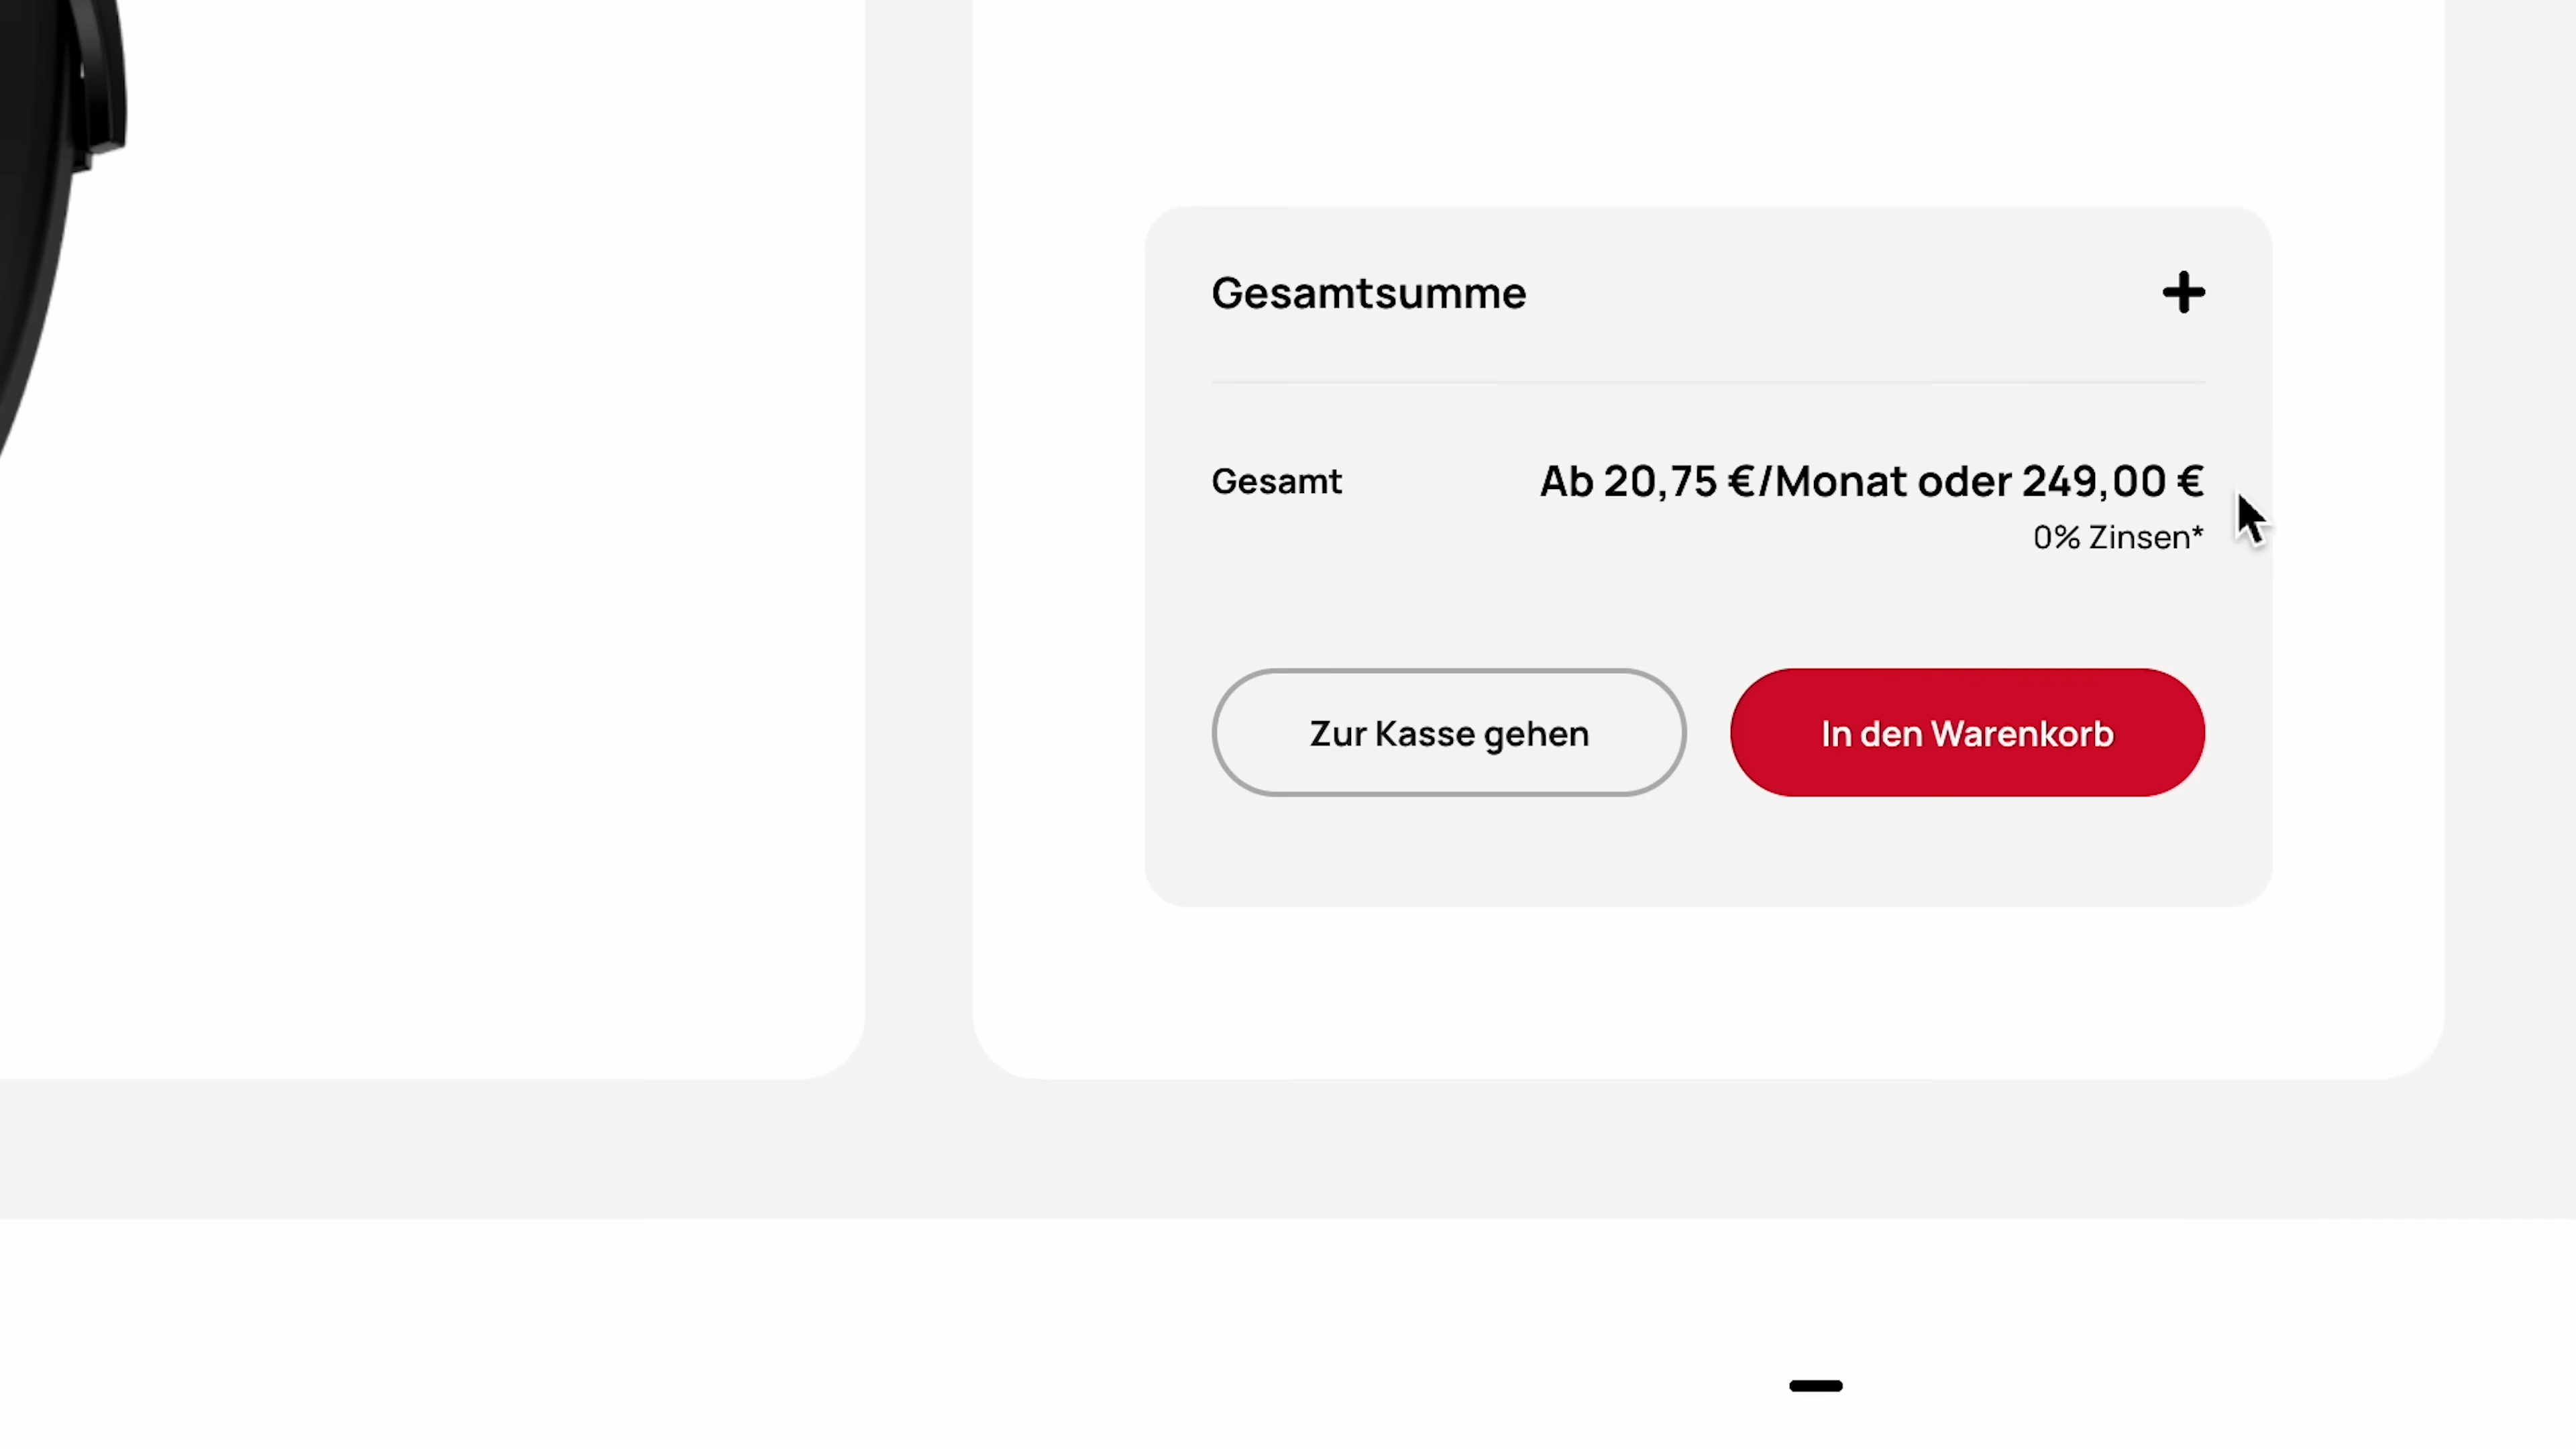 Gesamtsumme
Gesamt
Ab 20,75 €/Monat oder 249,00 €
0% Zinsen*
Zur Kasse gehen
In den Warenkorb